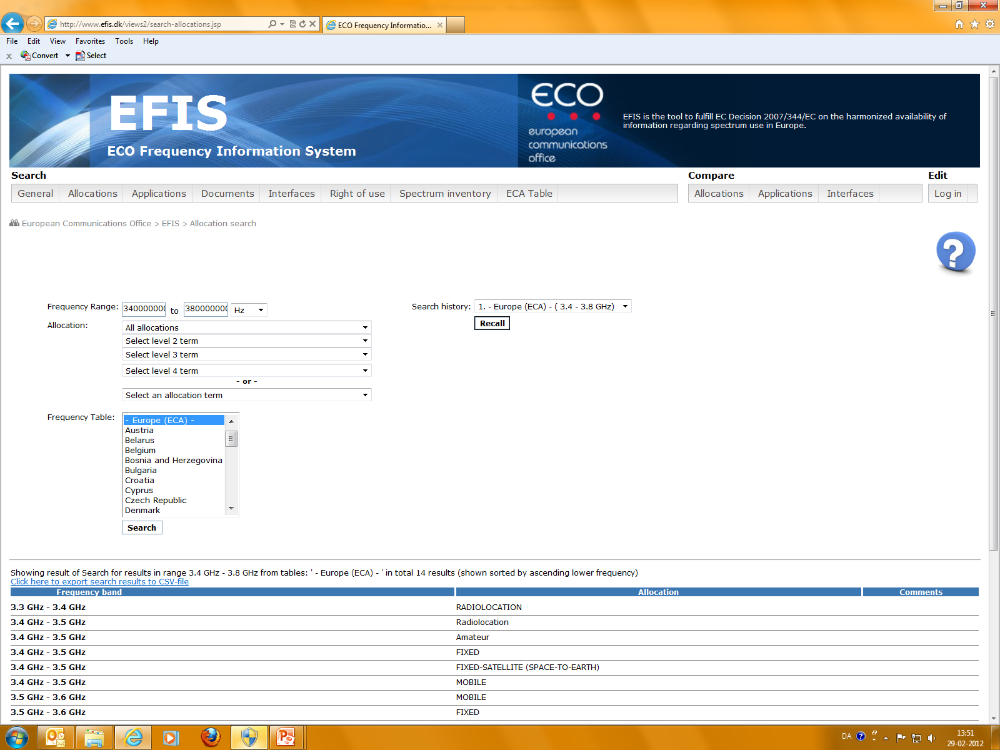 http://www.efis.dk/views2/search-allocations.jsp
ECO Frequency Informatio...
File Edit View Favorites Tools Help
x Convert Select
EFIS
ECO Frequency Information System
ECO
european
communications
office
EFIS is the tool to fulfill EC Decision 2007/344/EC on the harmonized availability of
information regarding spectrum use in Europe.
Search Compare Edit
General Allocations Applications Documents Interfaces Right of use Spectrum inventory ECA Table Allocations Applications Interfaces Log in
European Communications Office > EFIS > Allocation search
?
Frequency Range: 340000000 to 380000000 Hz
Search history: 1. - Europe (ECA) - ( 3.4 - 3.8 GHz)
Recall
Allocation: All allocations
Select level 2 term
Select level 3 term
Select level 4 term
- or -
Select an allocation term
Frequency Table: - Europe (ECA) -
Austria
Belarus
Belgium
Bosnia and Herzegovina
Bulgaria
Croatia
Cyprus
Czech Republic
Denmark
Search
Showing result of Search for results in range 3.4 GHz - 3.8 GHz from tables: ' - Europe (ECA) - ' in total 14 results (shown sorted by ascending lower frequency)
Click here to export search results to CSV-file
Frequency band Allocation Comments
3.3 GHz - 3.4 GHz RADIOLOCATION
3.4 GHz - 3.5 GHz Radiolocation
3.4 GHz - 3.5 GHz Amateur
3.4 GHz - 3.5 GHz FIXED
3.4 GHz - 3.5 GHz FIXED-SATELLITE (SPACE-TO-EARTH)
3.4 GHz - 3.5 GHz MOBILE
3.5 GHz - 3.6 GHz MOBILE
3.5 GHz - 3.6 GHz FIXED
DA 13:51
29-02-2012